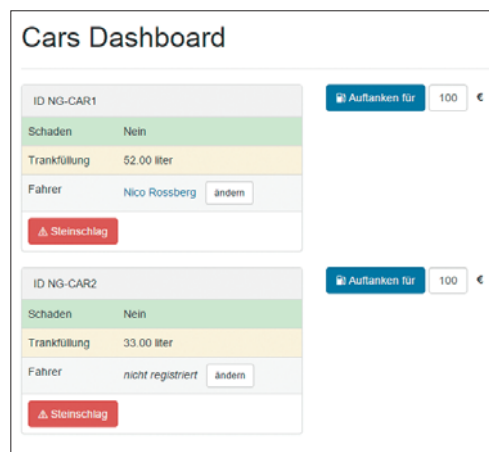 Cars Dashboard
ID NG-CAR1
Auftanken für 100 €
Schaden Nein
Trankfüllung 52.00 liter
Fahrer Nico Rossberg ändern
Steinschlag
ID NG-CAR2
Auftanken für 100 €
Schaden Nein
Trankfüllung 33.00 liter
Fahrer nicht registriert ändern
Steinschlag